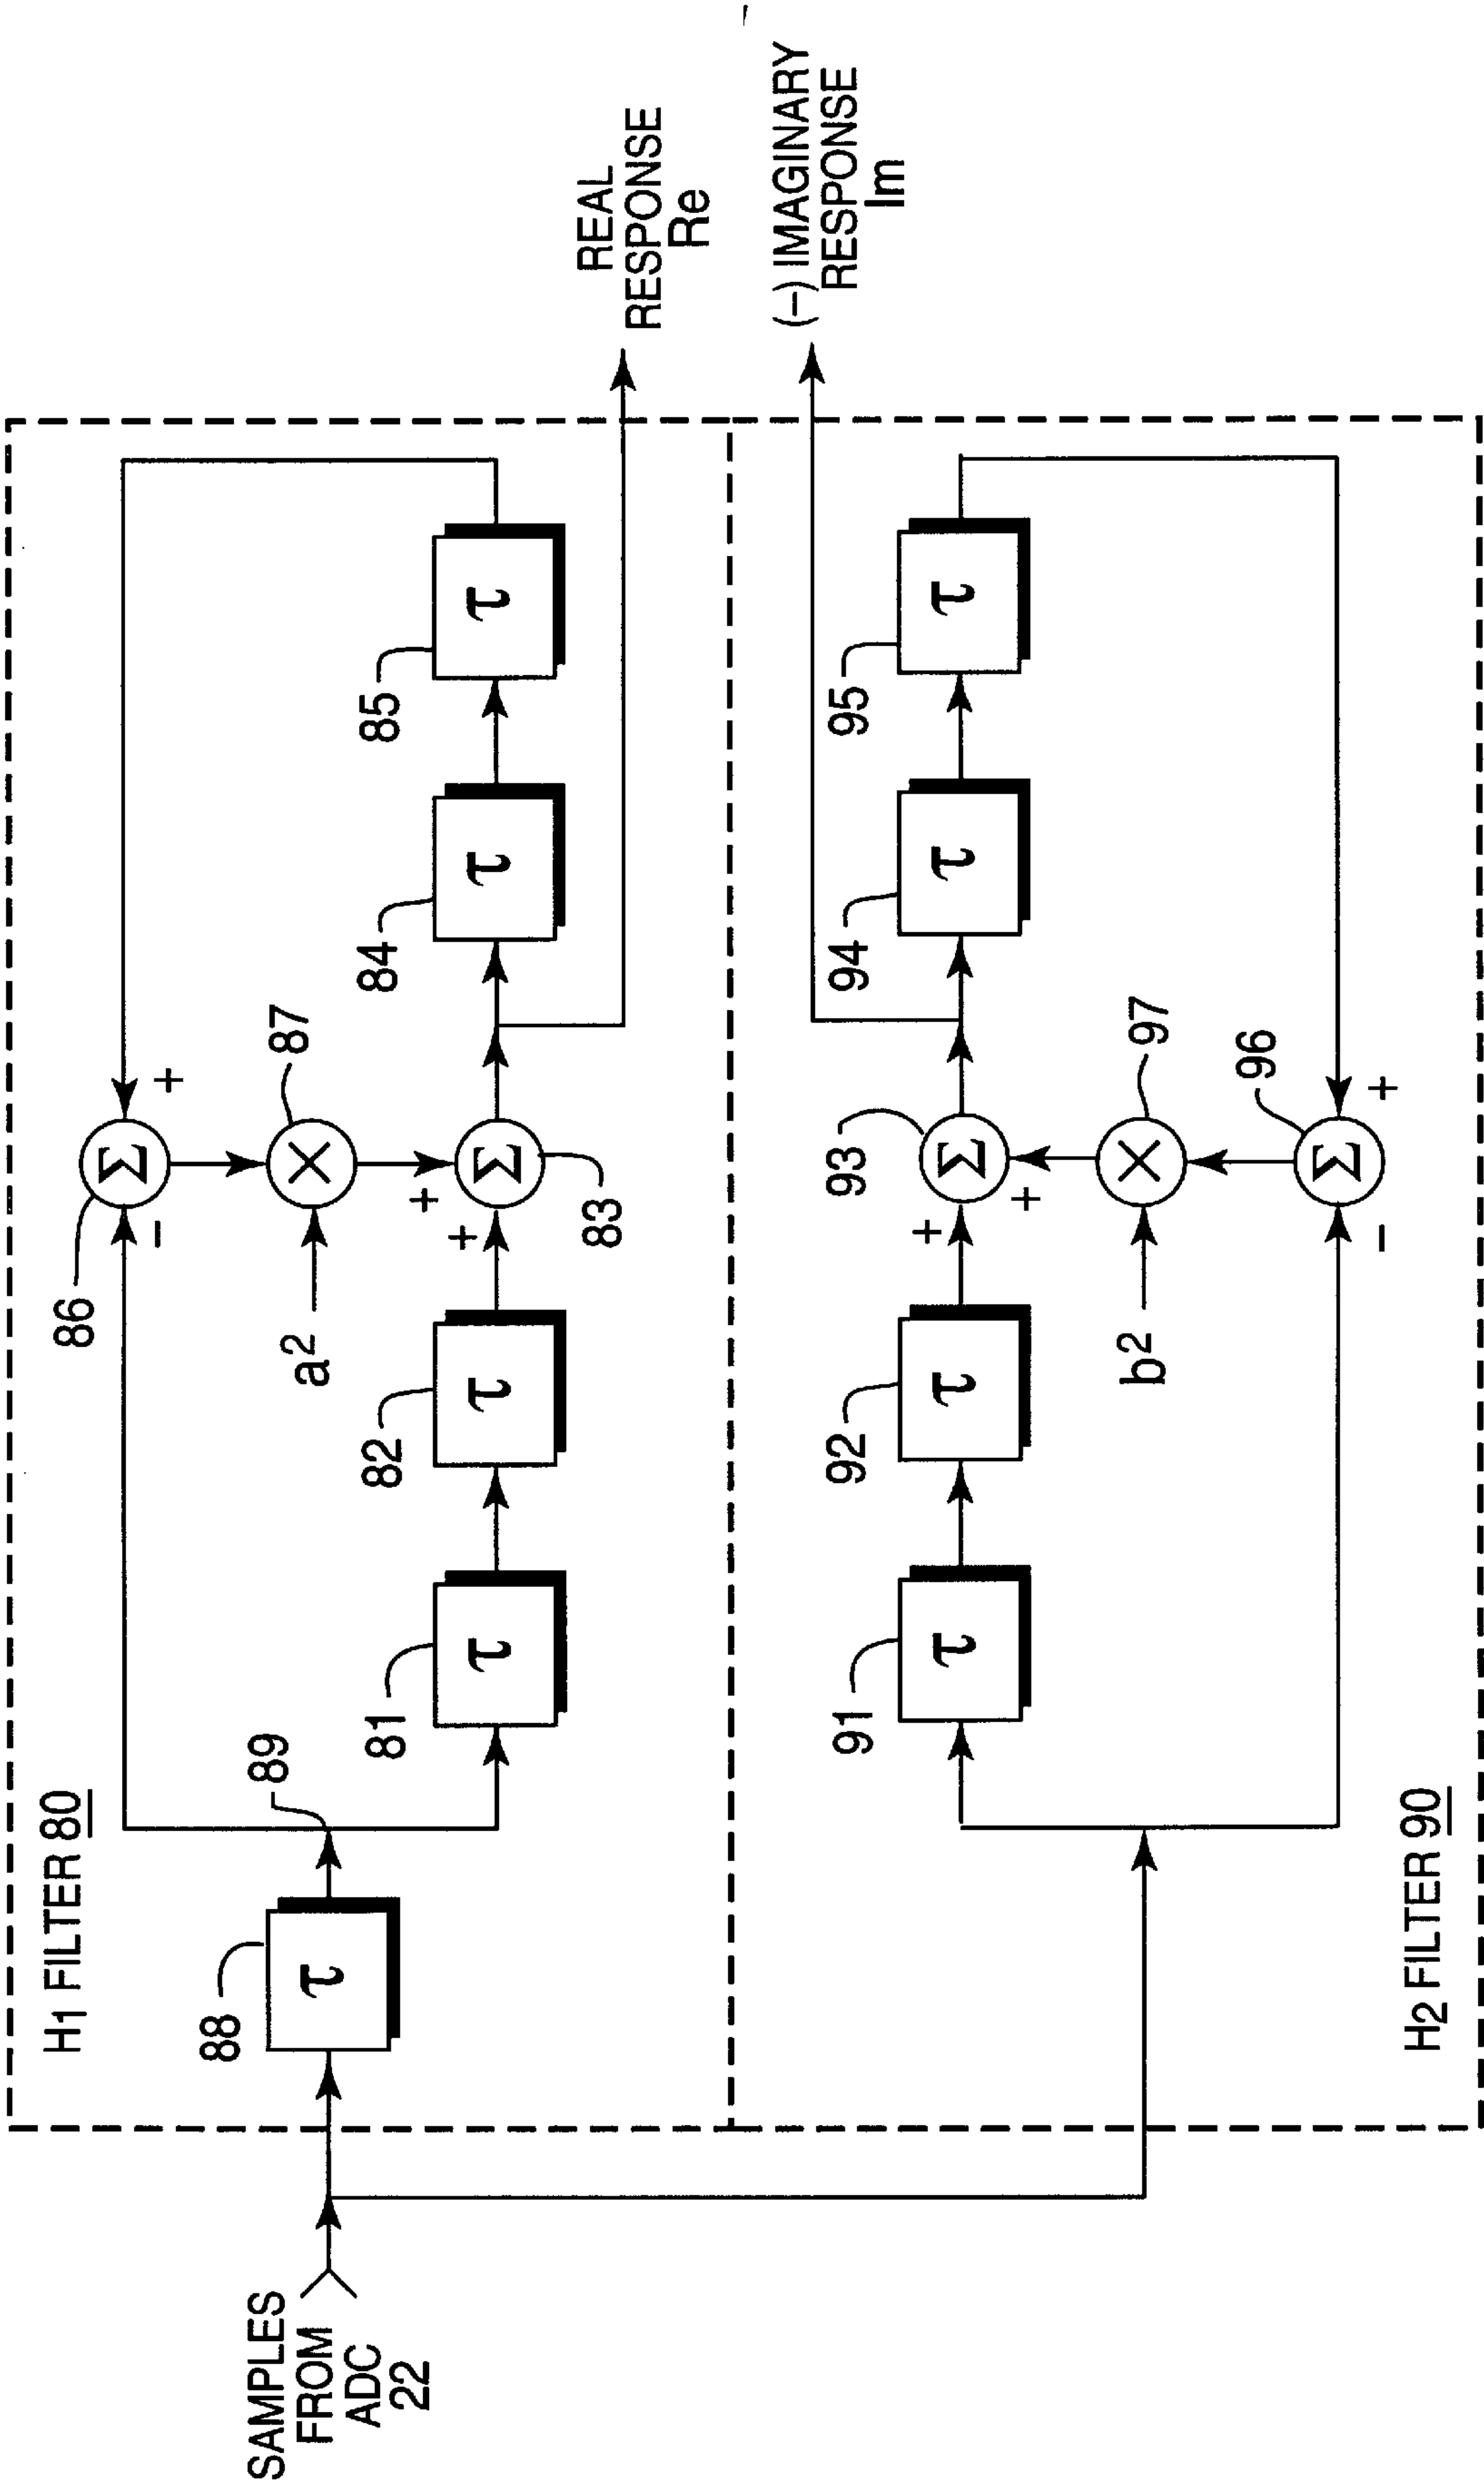 H1 FILTER 80
86
+
−
a2
87
88
τ
89
SAMPLES
FROM
ADC
22
81
τ
82
τ
+
+
Σ
×
Σ
83
84
τ
85
τ
REAL
RESPONSE
Re
(−) IMAGINARY
RESPONSE
Im
91
τ
92
τ
+
+
93
Σ
94
τ
95
τ
b2
×
97
96
Σ
−
+
H2 FILTER 90